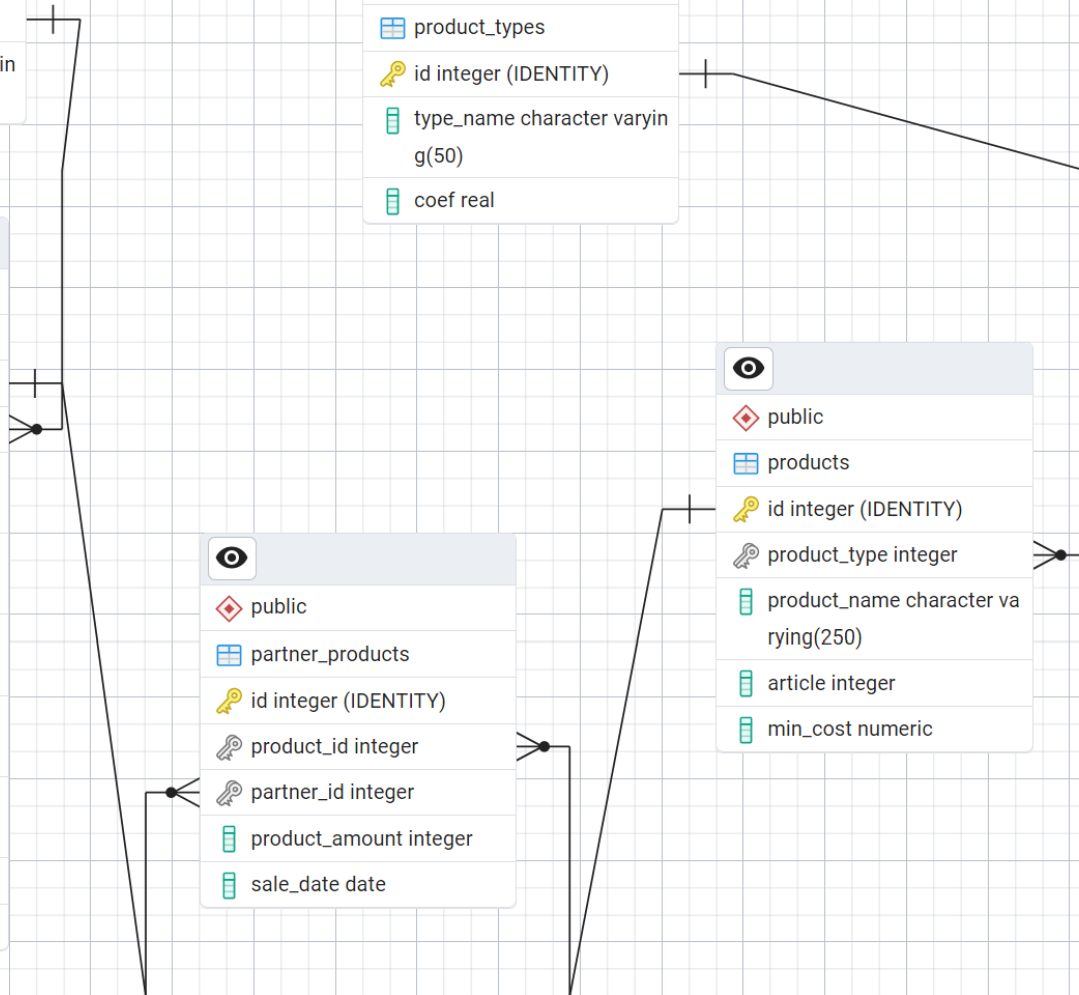 in
product_types
id integer (IDENTITY)
type_name character varyin
g(50)
coef real
public
products
id integer (IDENTITY)
product_type integer
product_name character va
rying(250)
article integer
min_cost numeric
public
partner_products
id integer (IDENTITY)
product_id integer
partner_id integer
product_amount integer
sale_date date